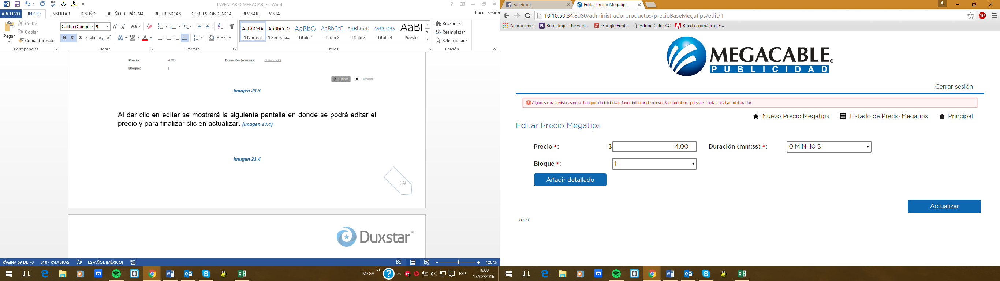 INVENTARIO MEGACABLE - Word
ARCHIVO INICIO INSERTAR DISEÑO DISEÑO DE PÁGINA REFERENCIAS CORRESPONDENCIA REVISAR VISTA Iniciar sesión
Pegar
Cortar
Copiar
Copiar formato
Portapapeles
Calibri (Cuerpo 9
N K S abc x₂ x²
Fuente
Párrafo
AaBbCcDc AaBbCcDc AaBbC AaBbCcE AaBbCcD AaBbCcDc AaB
¶ Normal ¶ Sin espa... Título 1 Título 2 Título 3 Título 4 Puesto
Estilos
Buscar
Reemplazar
Seleccionar
Edición
Precio: 4.00 Duración (mm:ss): 0 min: 10 s
Bloque: 1
Editar Eliminar
Imagen 23.3
Al dar clic en editar se mostrará la siguiente pantalla en donde se podrá editar el
precio y para finalizar clic en actualizar. (Imagen 23.4)
Imagen 23.4
69
Duxstar®
PÁGINA 69 DE 70 5107 PALABRAS ESPAÑOL (MÉXICO) 120 %
MEGA » ESP 16:08
17/02/2016
Facebook Editar Precio Megatips
10.10.50.34:8080/administradorproductos/precioBaseMegatips/edit/1 ABP
Aplicaciones Bootstrap · The worl... Google Fonts Adobe Color CC Rueda cromática | E...
MEGACABLE®
PUBLICIDAD
Cerrar sesión
Algunas características no se han podido inicializar, favor intentar de nuevo. Si el problema persiste, contactar al administrador.
Nuevo Precio Megatips Listado de Precio Megatips Principal
Editar Precio Megatips
Precio *: $ 4,00 Duración (mm:ss) *: 0 MIN: 10 S
Bloque *: 1
Añadir detallado
Actualizar
0.1.23